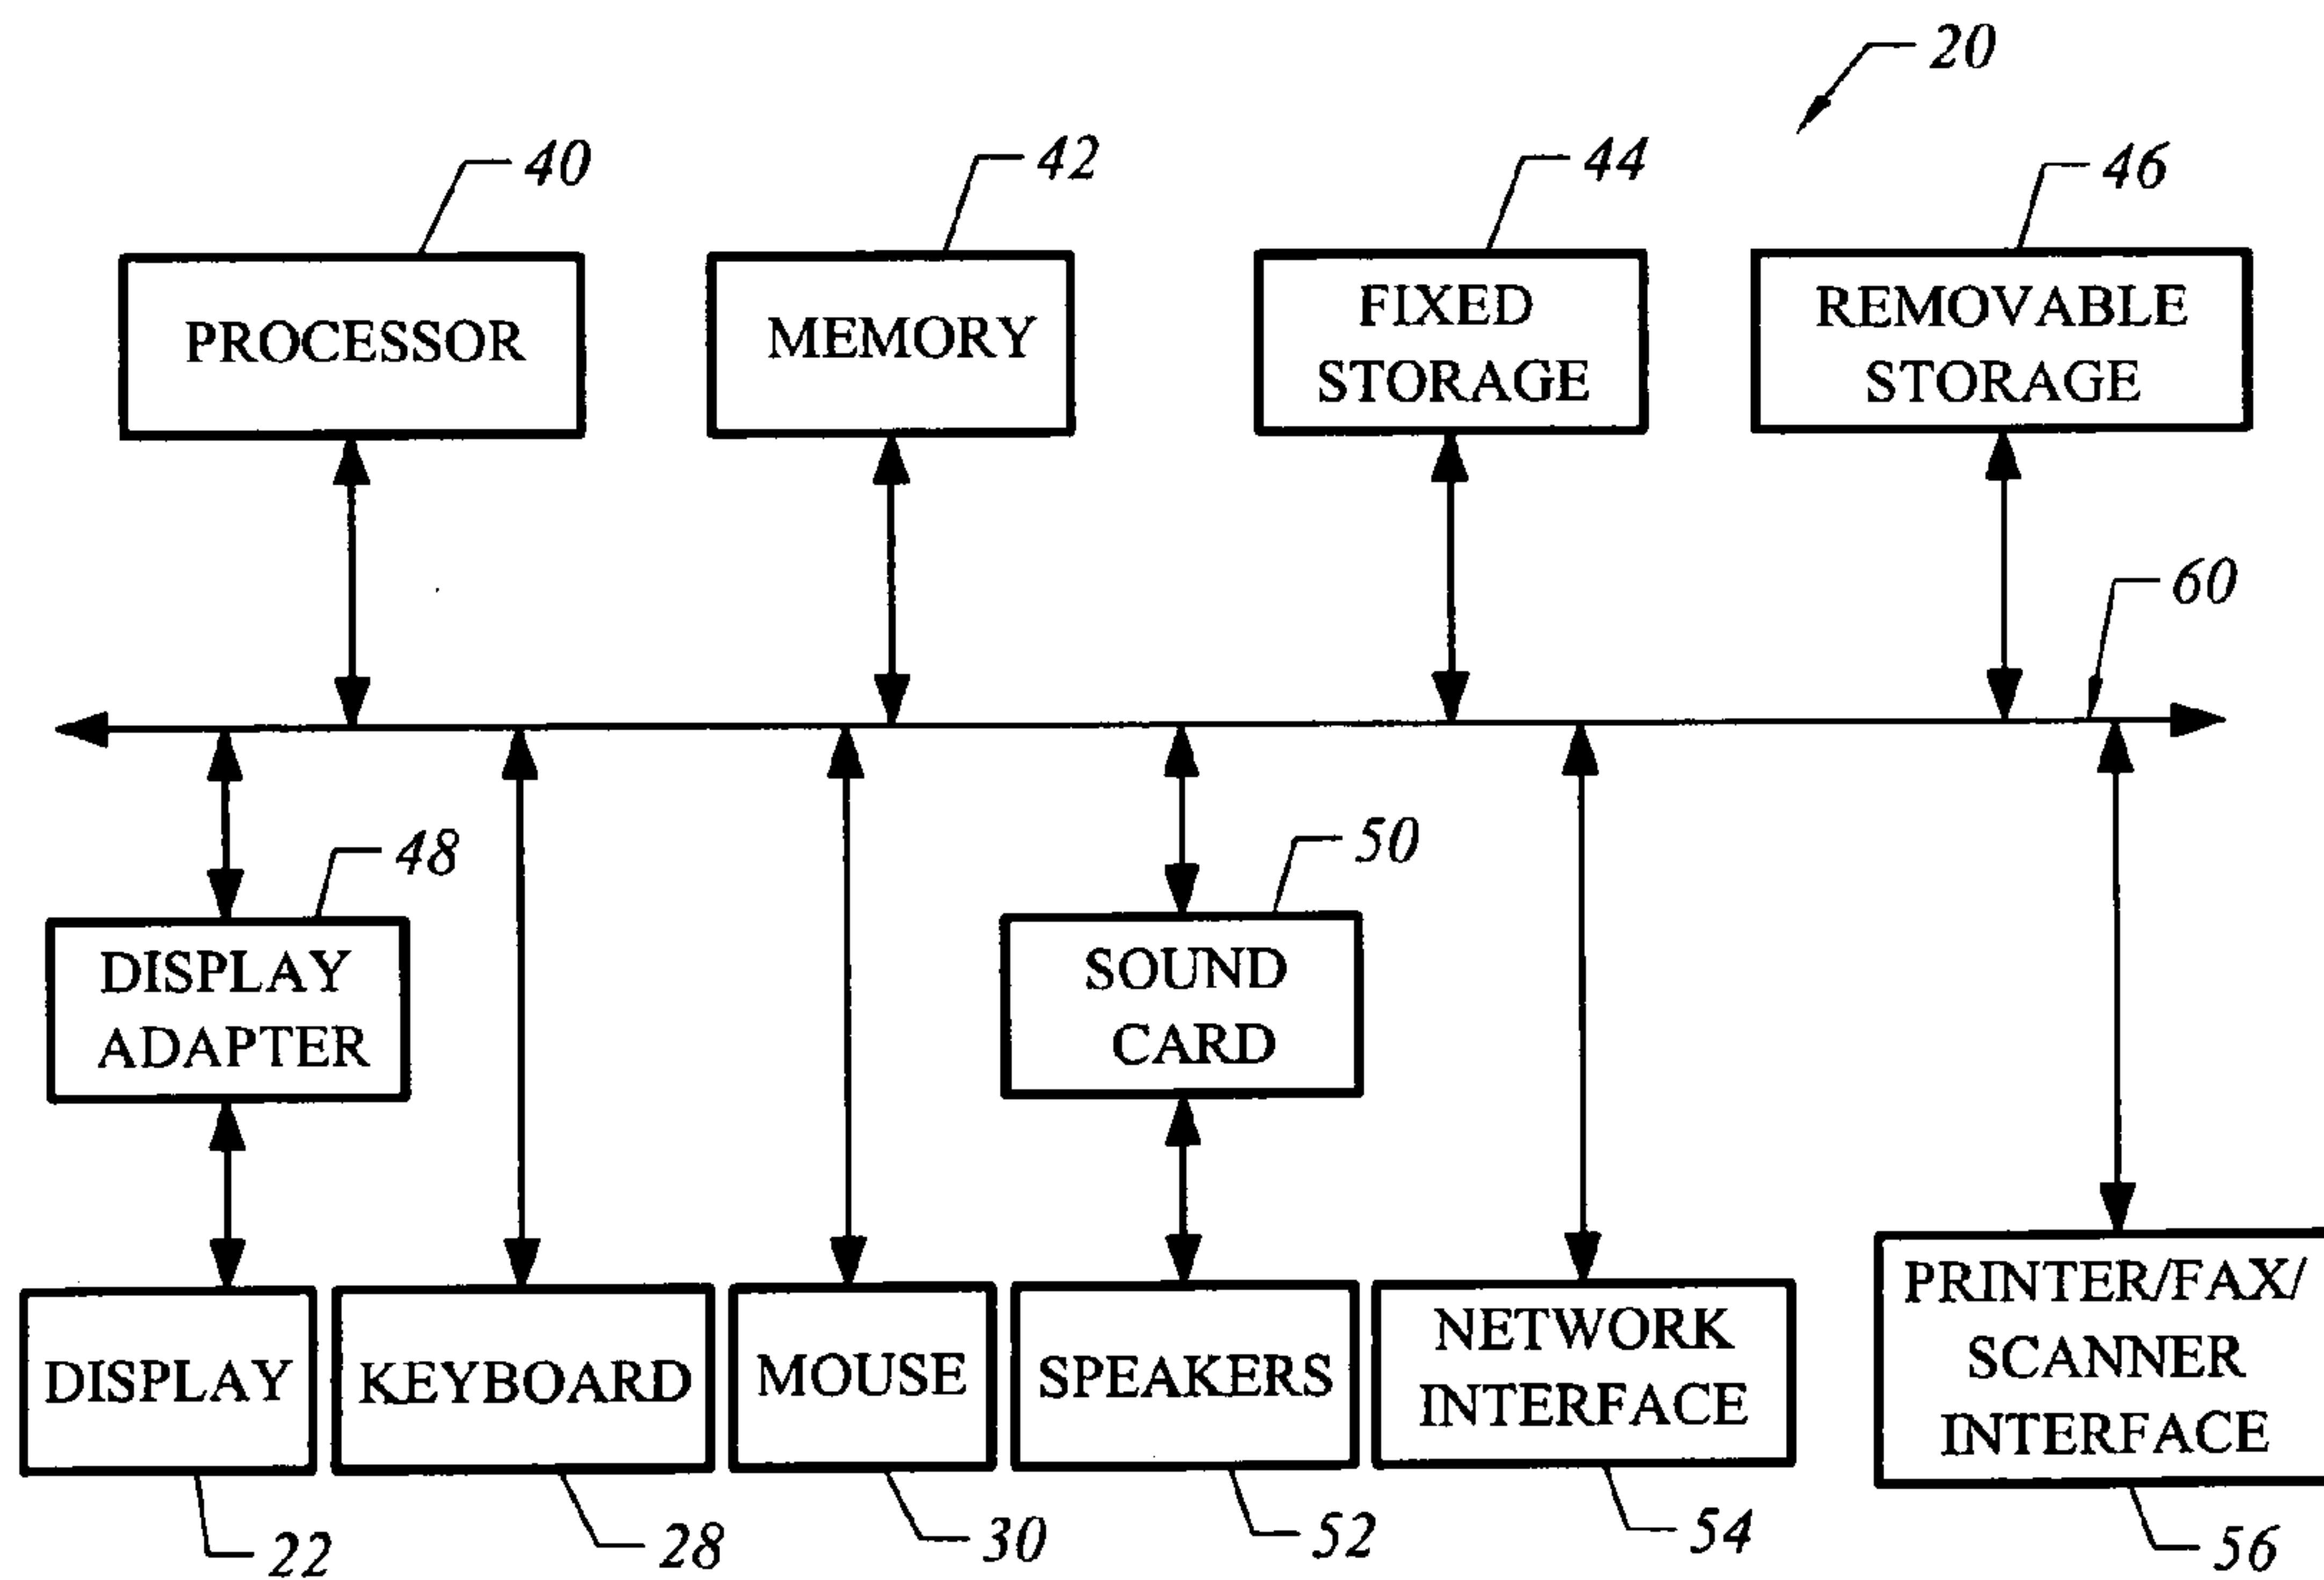 20
40
42
44
46
PROCESSOR
MEMORY
FIXED
STORAGE
REMOVABLE
STORAGE
60
48
50
DISPLAY
ADAPTER
SOUND
CARD
DISPLAY
KEYBOARD
MOUSE
SPEAKERS
NETWORK
INTERFACE
PRINTER/FAX/
SCANNER
INTERFACE
22
28
30
52
54
56